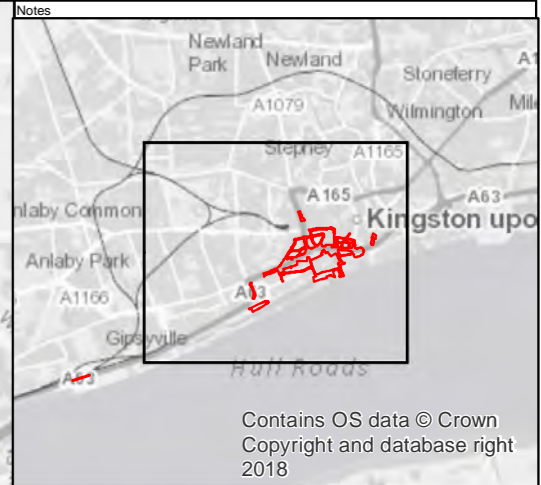 Notes
Newland
Park
Newland
Stoneferry
A1
A1079
Wilmington
Mile
Stepney
A1165
A165
A63
nlaby Common
Kingston upo
Anlaby Park
A63
A1166
Gipsyville
Hull Roads
A63
Contains OS data © Crown
Copyright and database right
2018